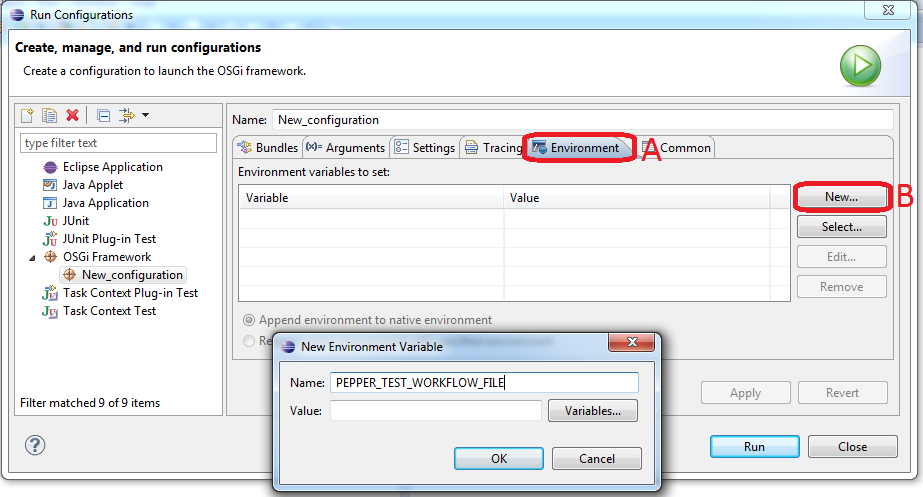 Run Configurations
Create, manage, and run configurations
Create a configuration to launch the OSGi framework.
type filter text
Eclipse Application
Java Applet
Java Application
JUnit
JUnit Plug-in Test
OSGi Framework
New_configuration
Task Context Plug-in Test
Task Context Test
Filter matched 9 of 9 items
Name: New_configuration
Bundles (x)= Arguments Settings Tracing Environment A Common
Environment variables to set:
Variable Value
New... B
Select...
Edit...
Remove
Append environment to native environment
New Environment Variable
Name: PEPPER_TEST_WORKFLOW_FILE
Value: Variables...
OK Cancel
Apply Revert
Run Close